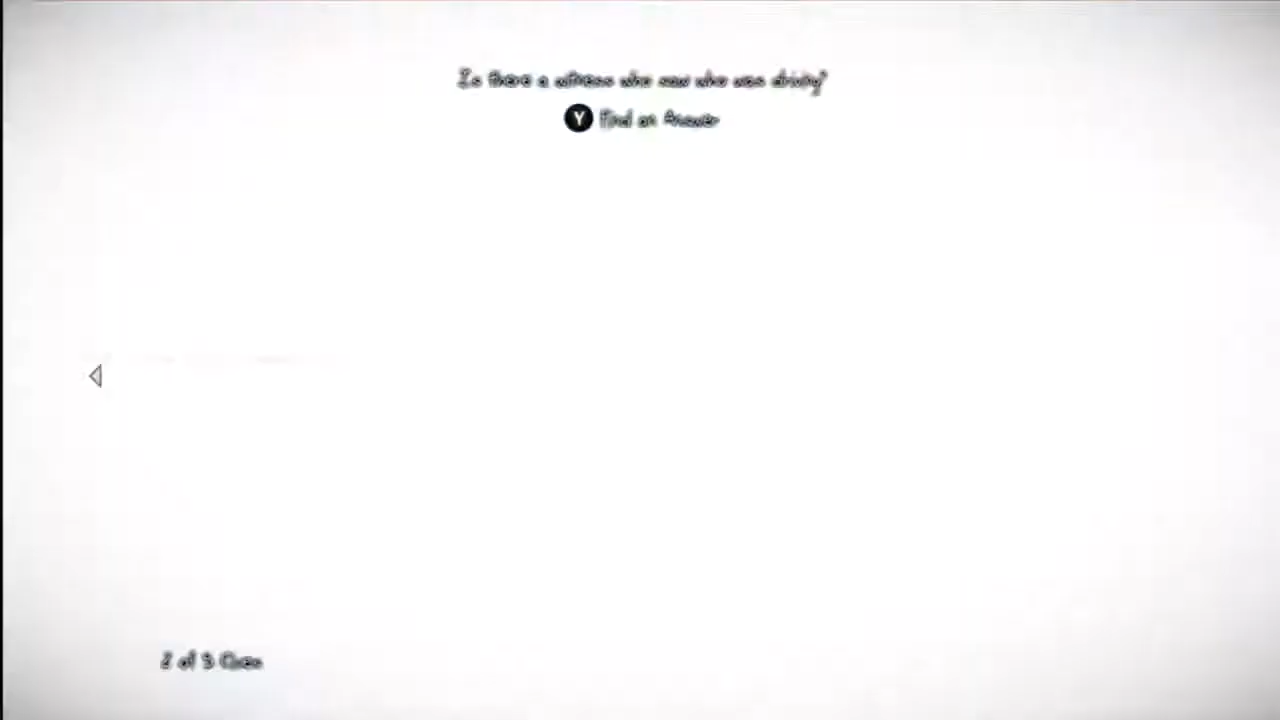 Is there a witness who saw who was driving?
Y Find an Answer
2 of 3 Clues